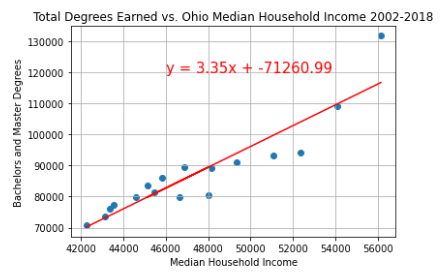 Total Degrees Earned vs. Ohio Median Household Income 2002-2018
130000
120000
110000
100000
90000
80000
70000
Bachelors and Master Degrees
y = 3.35x + -71260.99
42000 44000 46000 48000 50000 52000 54000 56000
Median Household Income